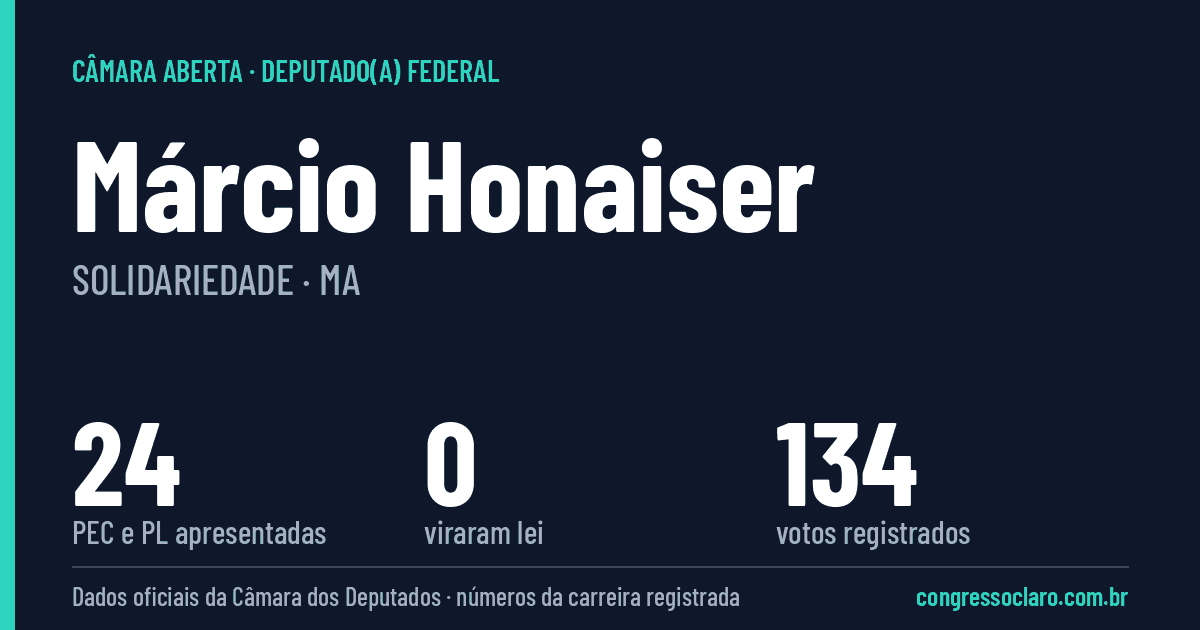 CÂMARA ABERTA · DEPUTADO(A) FEDERAL
Márcio Honaiser
SOLIDARIEDADE · MA
24 0 134
PEC e PL apresentadas viraram lei votos registrados
Dados oficiais da Câmara dos Deputados · números da carreira registrada congressoclaro.com.br